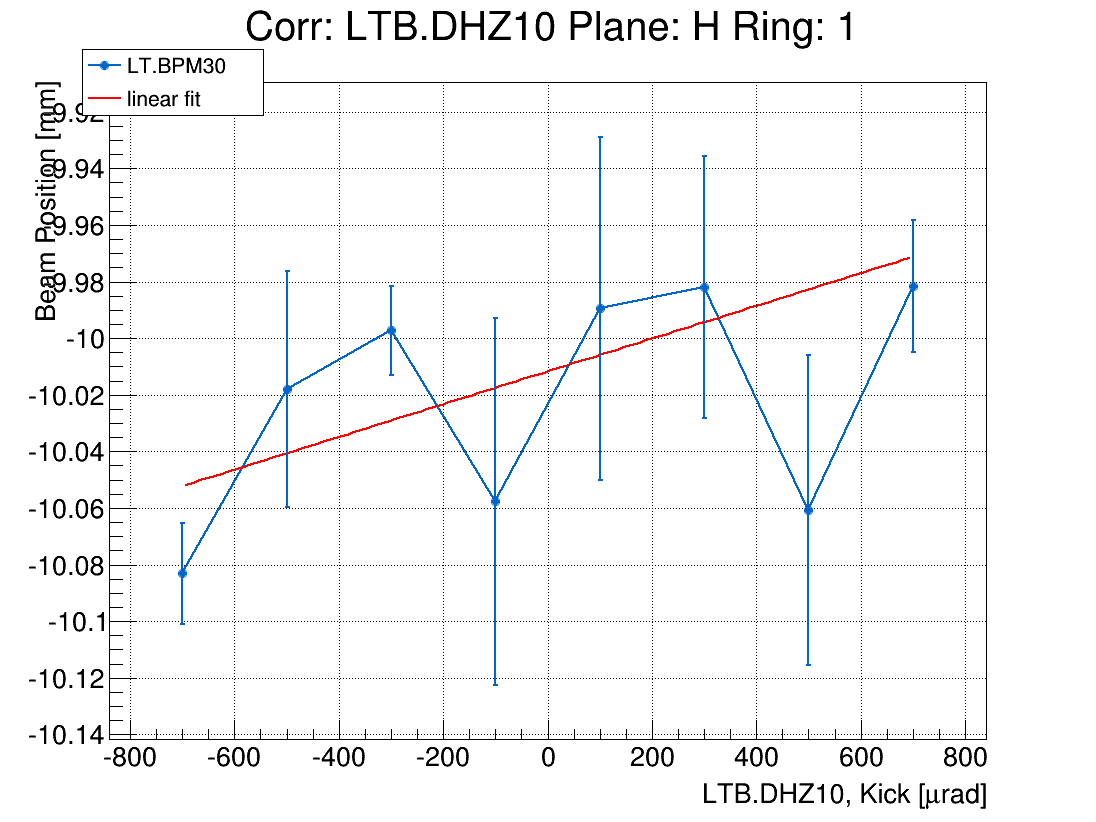 Corr: LTB.DHZ10 Plane: H Ring: 1
LT.BPM30
linear fit
Beam Position [mm]
9.92
9.94
9.96
9.98
-10
-10.02
-10.04
-10.06
-10.08
-10.1
-10.12
-10.14
-800 -600 -400 -200 0 200 400 600 800
LTB.DHZ10, Kick [μrad]